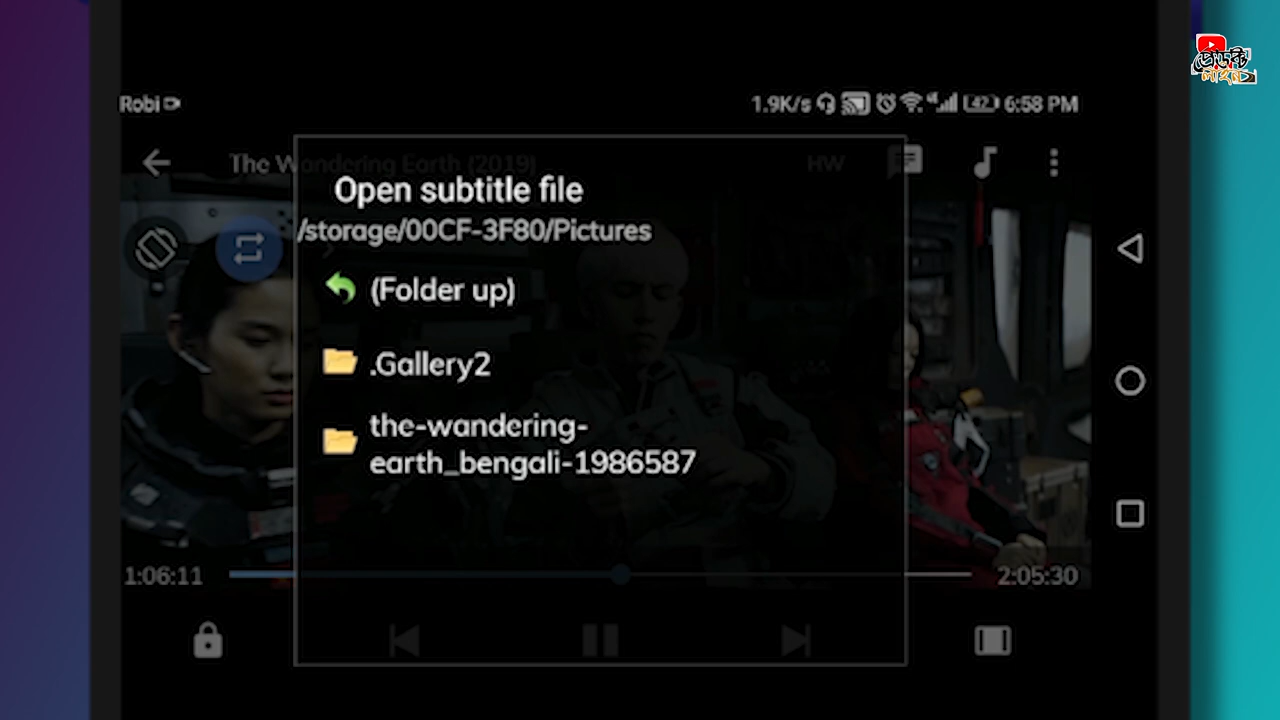 Robi
1.9K/s 42 6:58 PM
The Wandering Earth (2019) HW
Open subtitle file
/storage/00CF-3F80/Pictures
(Folder up)
.Gallery2
the-wandering-
earth_bengali-1986587
1:06:11 2:05:30